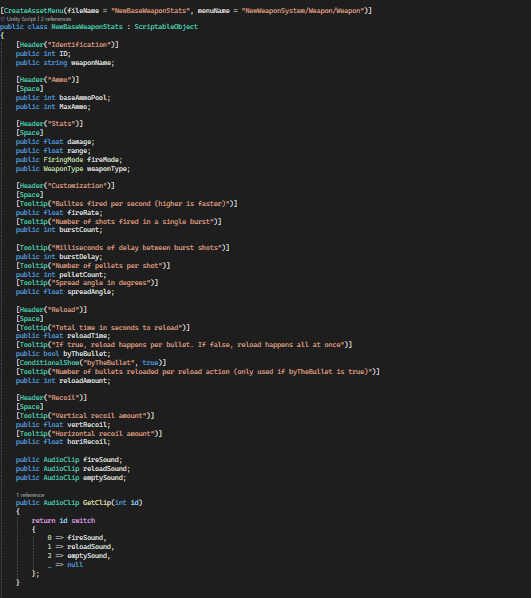 [CreateAssetMenu(fileName = "NewBaseWeaponStats", menuName = "NewWeaponSystem/Weapon/Weapon")]
Unity Script | 2 references
public class NewBaseWeaponStats : ScriptableObject
{
[Header("Identification")]
public int ID;
public string weaponName;
[Header("Ammo")]
[Space]
public int baseAmmoPool;
public int MaxAmmo;
[Header("Stats")]
[Space]
public float damage;
public float range;
public FiringMode fireMode;
public WeaponType weaponType;
[Header("Customization")]
[Space]
[Tooltip("Bulltes fired per second (higher is faster)")]
public float fireRate;
[Tooltip("Number of shots fired in a single burst")]
public int burstCount;
[Tooltip("Milliseconds of delay between burst shots")]
public int burstDelay;
[Tooltip("Number of pellets per shot")]
public int pelletCount;
[Tooltip("Spread angle in degrees")]
public float spreadAngle;
[Header("Reload")]
[Space]
[Tooltip("Total time in seconds to reload")]
public float reloadTime;
[Tooltip("If true, reload happens per bullet. If false, reload happens all at once")]
public bool byTheBullet;
[ConditionalShow("byTheBullet", true)]
[Tooltip("Number of bullets reloaded per reload action (only used if byTheBullet is true)")]
public int reloadAmount;
[Header("Recoil")]
[Space]
[Tooltip("Vertical recoil amount")]
public float vertRecoil;
[Tooltip("Horizontal recoil amount")]
public float horiRecoil;
public AudioClip fireSound;
public AudioClip reloadSound;
public AudioClip emptySound;
1 reference
public AudioClip GetClip(int id)
{
return id switch
{
0 => fireSound,
1 => reloadSound,
2 => emptySound,
_ => null
};
}